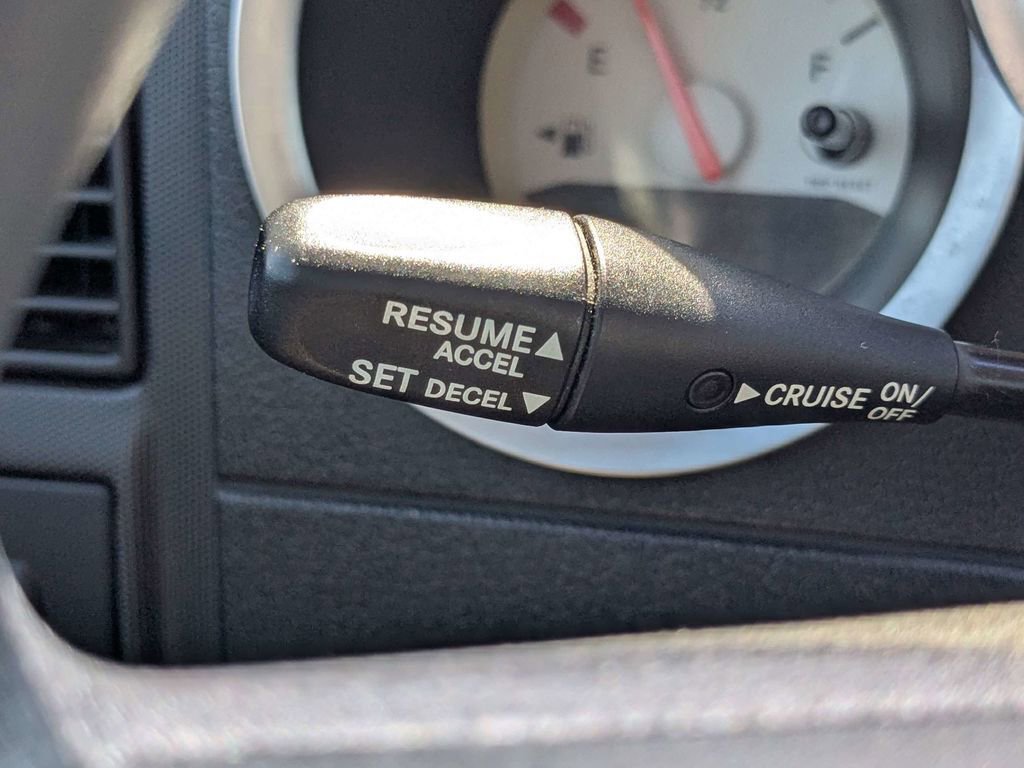 E
F
RESUME
ACCEL
SET DECEL
CRUISE ON/
OFF